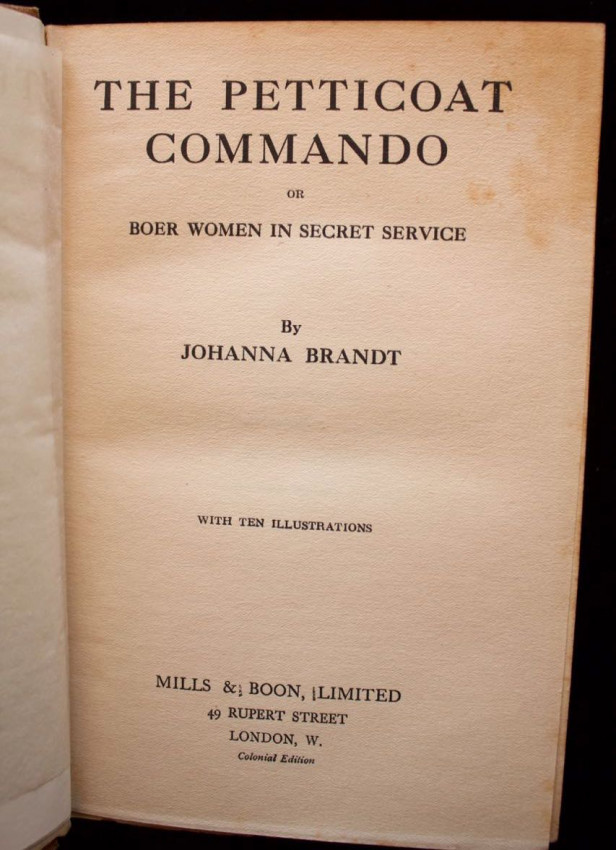 THE PETTICOAT
COMMANDO
OR
BOER WOMEN IN SECRET SERVICE
By
JOHANNA BRANDT
WITH TEN ILLUSTRATIONS
MILLS & BOON, LIMITED
49 RUPERT STREET
LONDON, W.
Colonial Edition